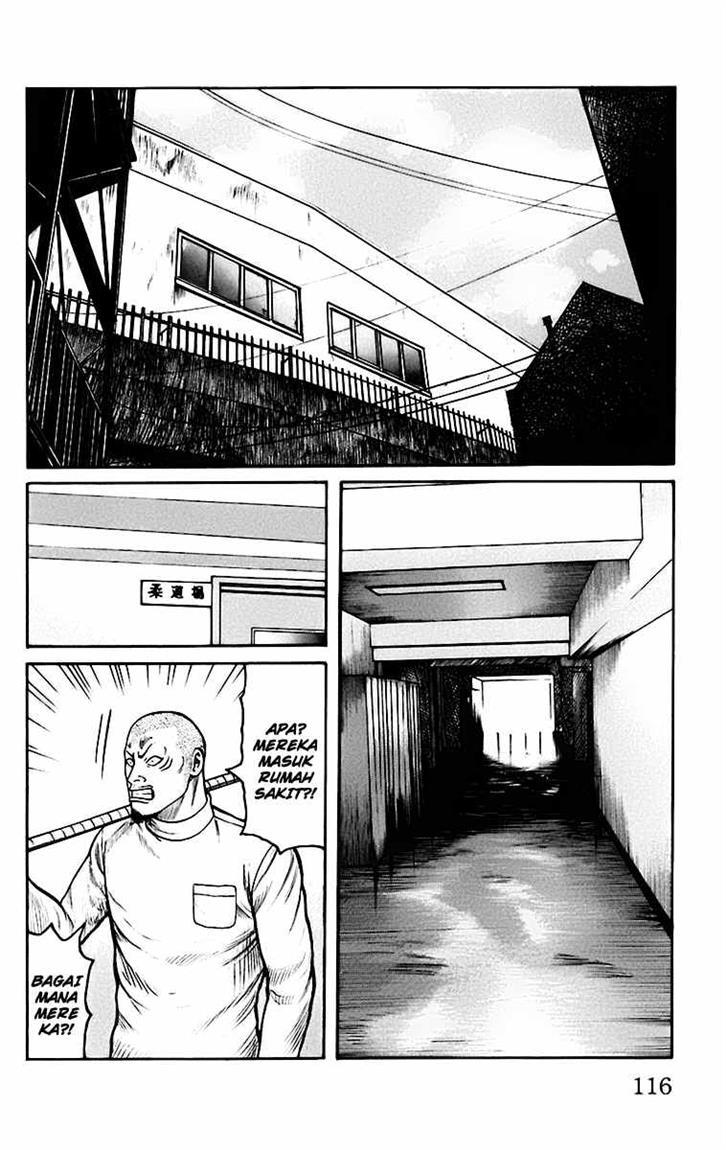 柔道場
APA?
MEREKA
MASUK
RUMAH
SAKIT?!
BAGAI
MANA
MERE
KA?!
116